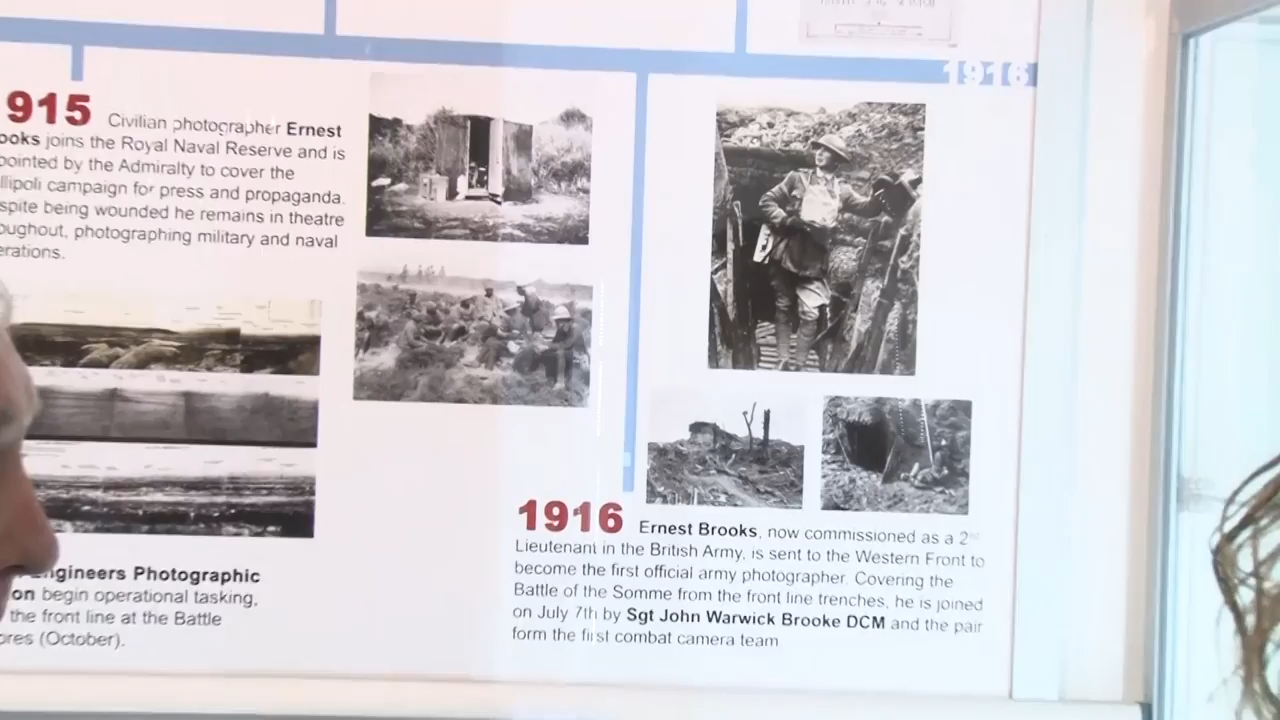 1916
915 Civilian photographer Ernest
ooks joins the Royal Naval Reserve and is
pointed by the Admiralty to cover the
llipoli campaign for press and propaganda.
spite being wounded he remains in theatre
oughout, photographing military and naval
erations.
ngineers Photographic
on begin operational tasking,
the front line at the Battle
pres (October).
1916 Ernest Brooks, now commissioned as a 2nd
Lieutenant in the British Army, is sent to the Western Front to
become the first official army photographer. Covering the
Battle of the Somme from the front line trenches, he is joined
on July 7th by Sgt John Warwick Brooke DCM and the pair
form the first combat camera team